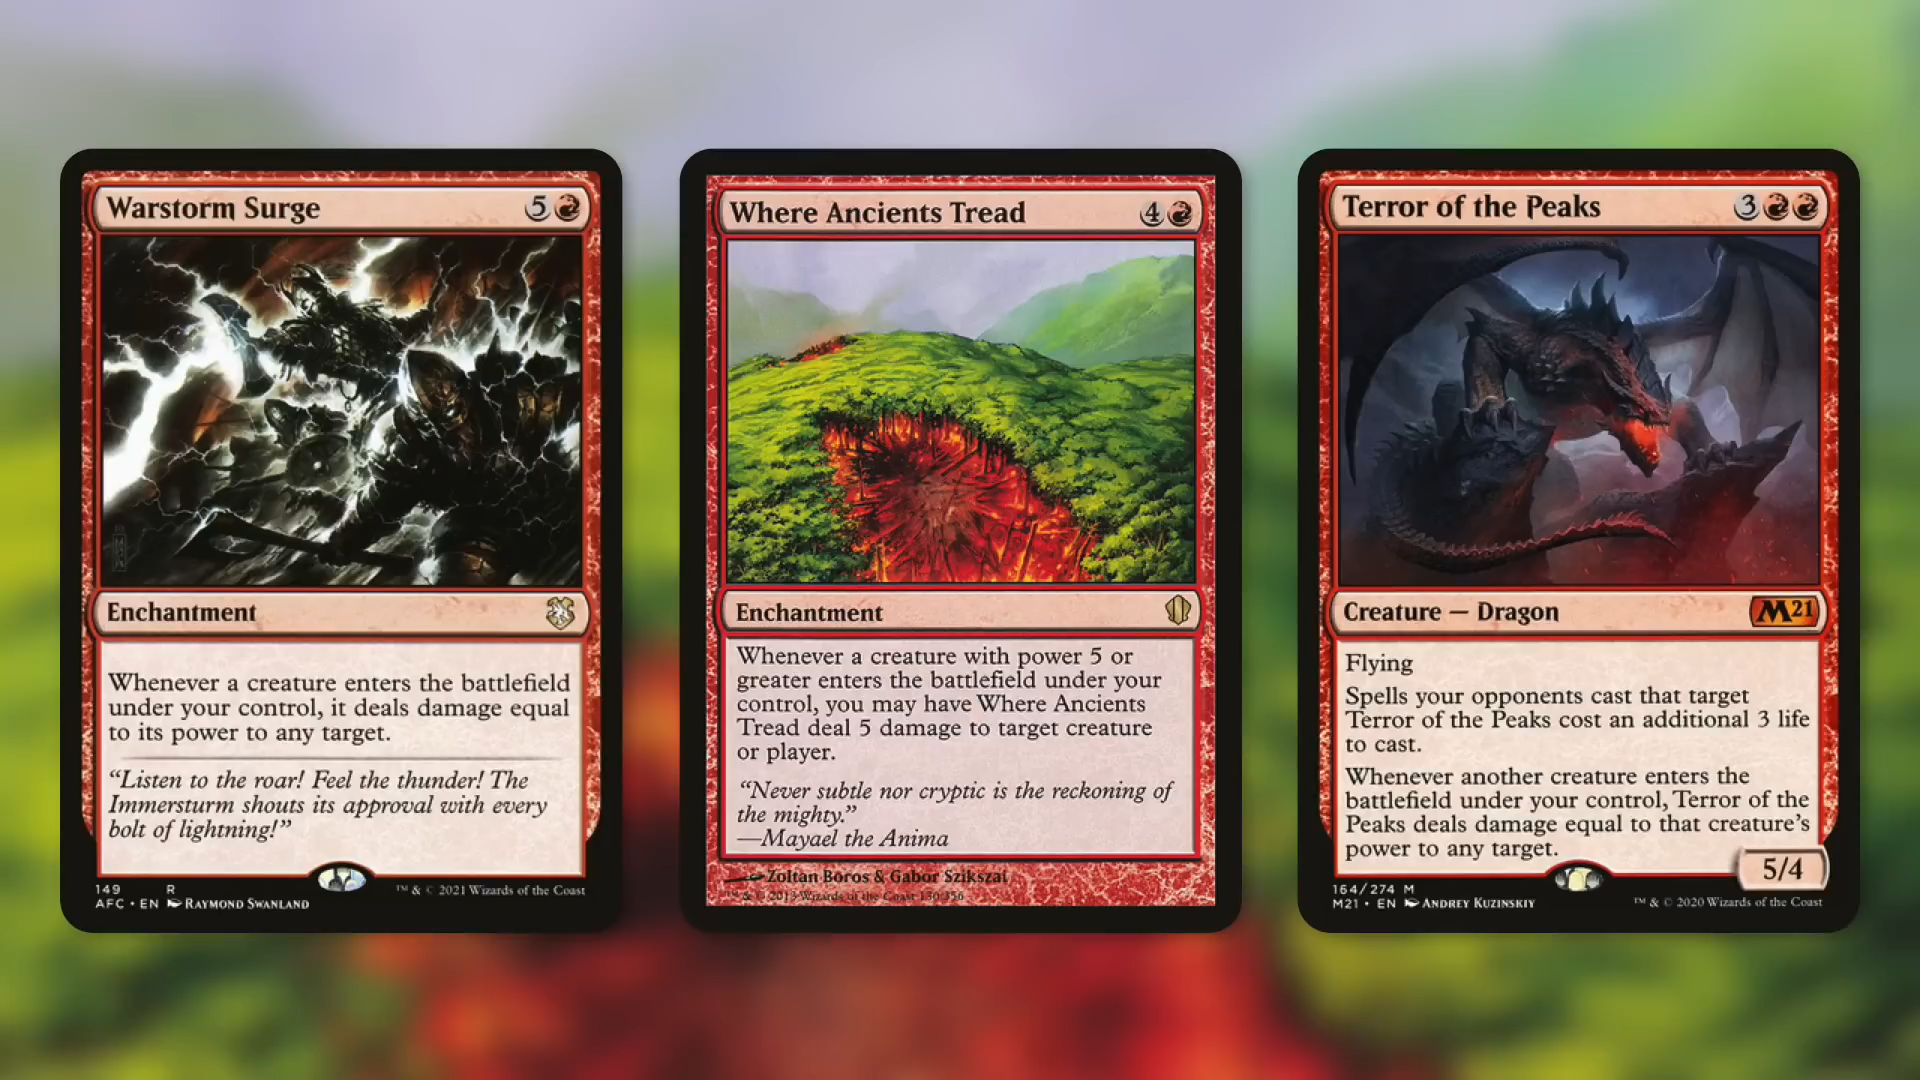 Warstorm Surge 5
Enchantment
Whenever a creature enters the battlefield
under your control, it deals damage equal
to its power to any target.
“Listen to the roar! Feel the thunder! The
Immersturm shouts its approval with every
bolt of lightning!”
149 R
AFC • EN RAYMOND SWANLAND
™ & © 2021 Wizards of the Coast
Where Ancients Tread 4
Enchantment
Whenever a creature with power 5 or
greater enters the battlefield under your
control, you may have Where Ancients
Tread deal 5 damage to target creature
or player.
“Never subtle nor cryptic is the reckoning of
the mighty.”
—Mayael the Anima
Zoltan Boros & Gabor Szikszai
™ & © 2013 Wizards of the Coast 130/356
Terror of the Peaks 3
Creature — Dragon M21
Flying
Spells your opponents cast that target
Terror of the Peaks cost an additional 3 life
to cast.
Whenever another creature enters the
battlefield under your control, Terror of the
Peaks deals damage equal to that creature's
power to any target.
5/4
164/274 M
M21 • EN ANDREY KUZINSKIY
™ & © 2020 Wizards of the Coast